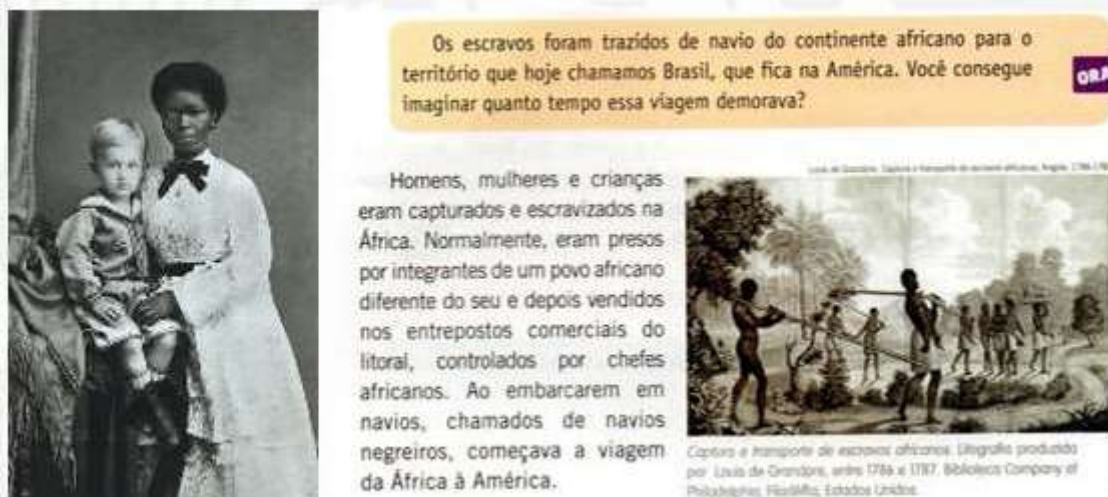 Os escravos foram trazidos de navio do continente africano para o
território que hoje chamamos Brasil, que fica na América. Você consegue
imaginar quanto tempo essa viagem demorava?
ORA
Homens, mulheres e crianças
eram capturados e escravizados na
África. Normalmente, eram presos
por integrantes de um povo africano
diferente do seu e depois vendidos
nos entrepostos comerciais do
litoral, controlados por chefes
africanos. Ao embarcarem em
navios, chamados de navios
negreiros, começava a viagem
da África à América.
Captura e transporte de escravos africanos. Litografia produzida
por Louis de Grandpré, entre 1786 e 1787. Biblioteca Company of
Philadelphia, Filadélfia, Estados Unidos.